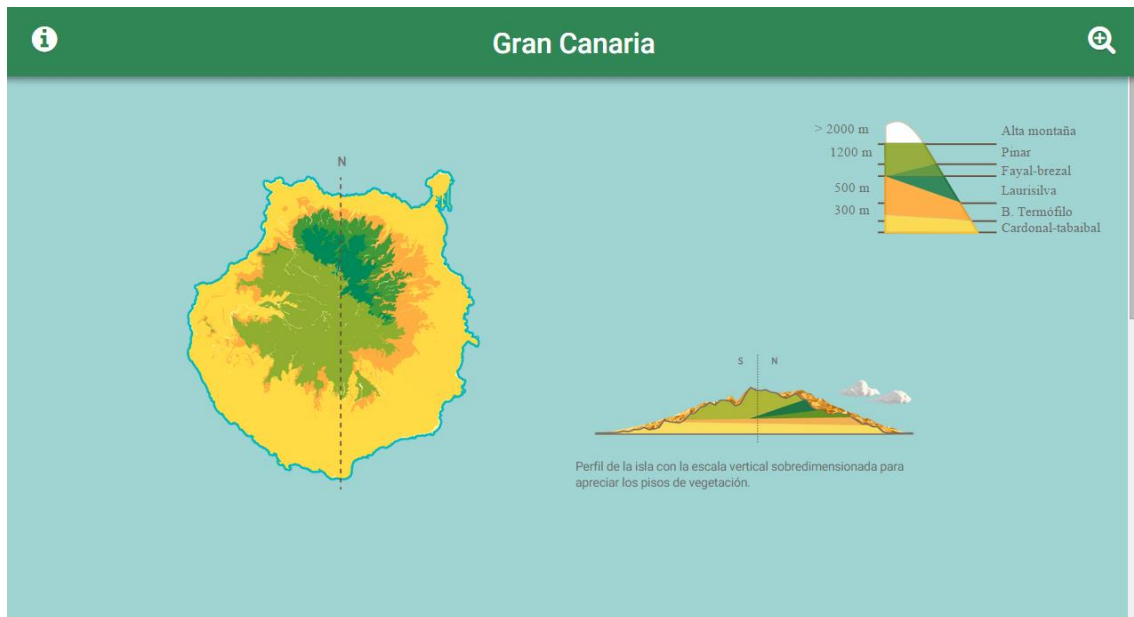 Gran Canaria
N
> 2000 m
Alta montaña
1200 m
Pinar
Fayal-brezal
500 m
Laurisilva
300 m
B. Termófilo
Cardonal-tabaibal
S N
Perfil de la isla con la escala vertical sobredimensionada para
apreciar los pisos de vegetación.